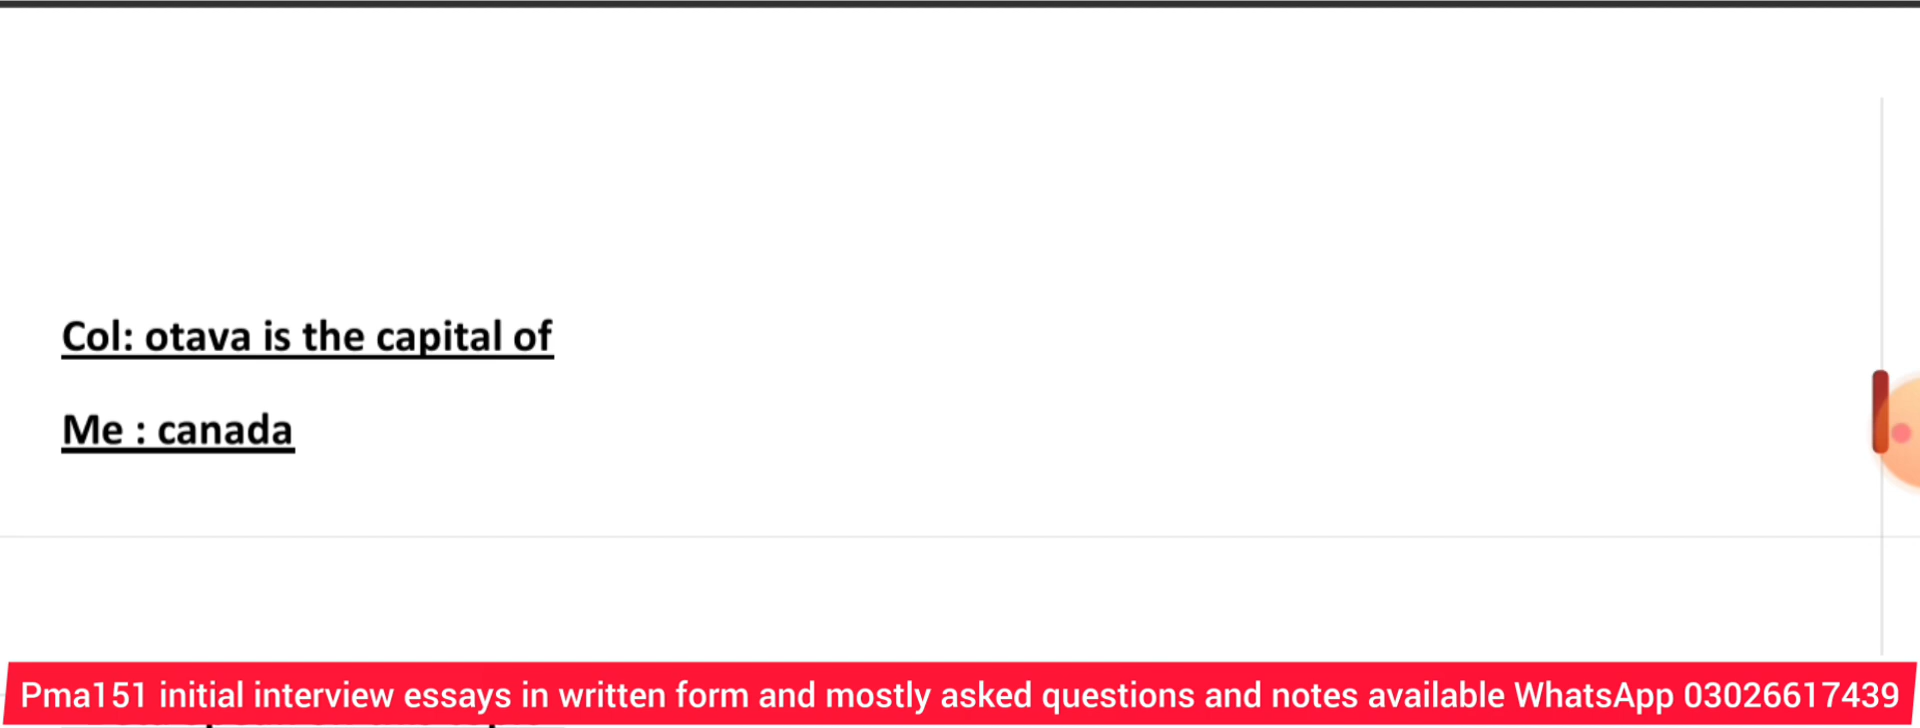 Col: otava is the capital of
Me : canada
Pma151 initial interview essays in written form and mostly asked questions and notes available WhatsApp 03026617439